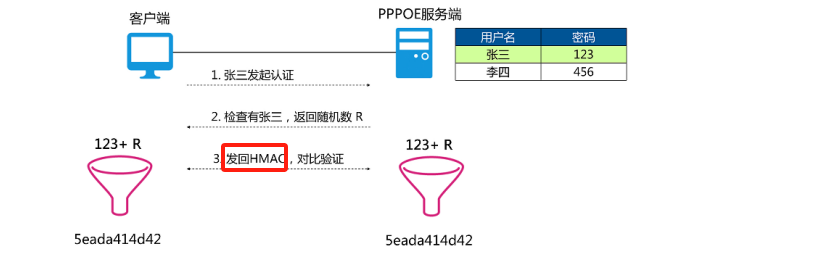 客户端
PPPOE服务端
用户名 密码
张三 123
李四 456
1. 张三发起认证
2. 检查有张三，返回随机数 R
123+ R
123+ R
3. 发回HMAC，对比验证
5eada414d42
5eada414d42